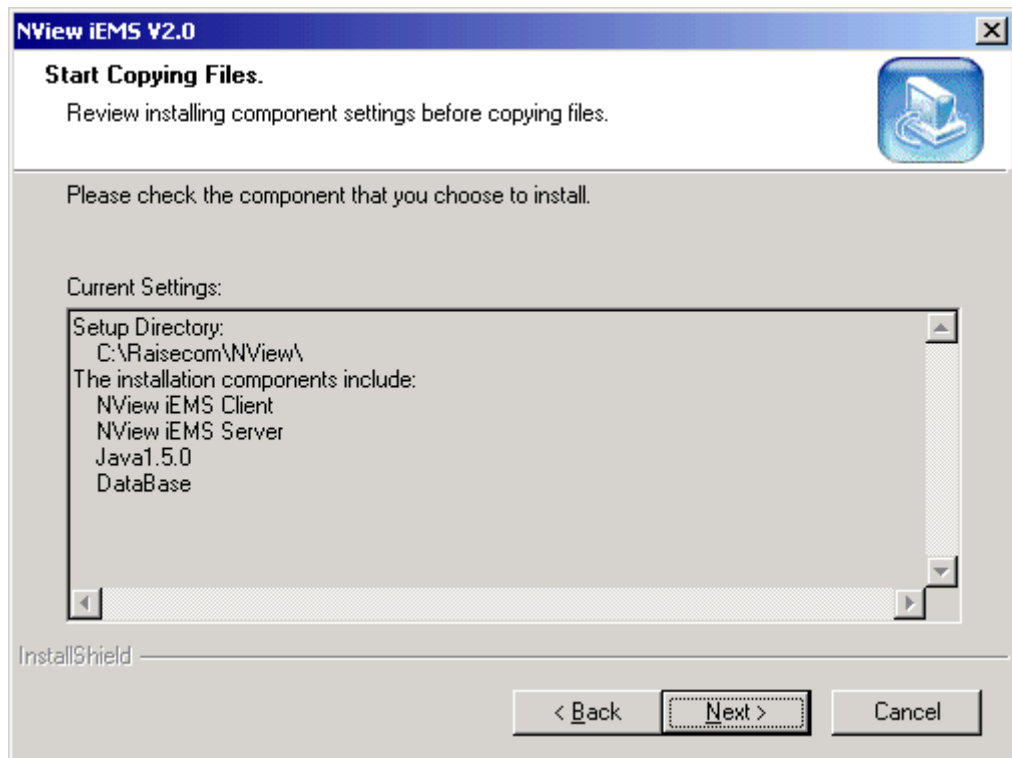 NView iEMS V2.0
Start Copying Files.
Review installing component settings before copying files.
Please check the component that you choose to install.
Current Settings:
Setup Directory:
C:\Raisecom\NView\
The installation components include:
NView iEMS Client
NView iEMS Server
Java1.5.0
DataBase
InstallShield
< Back
Next >
Cancel